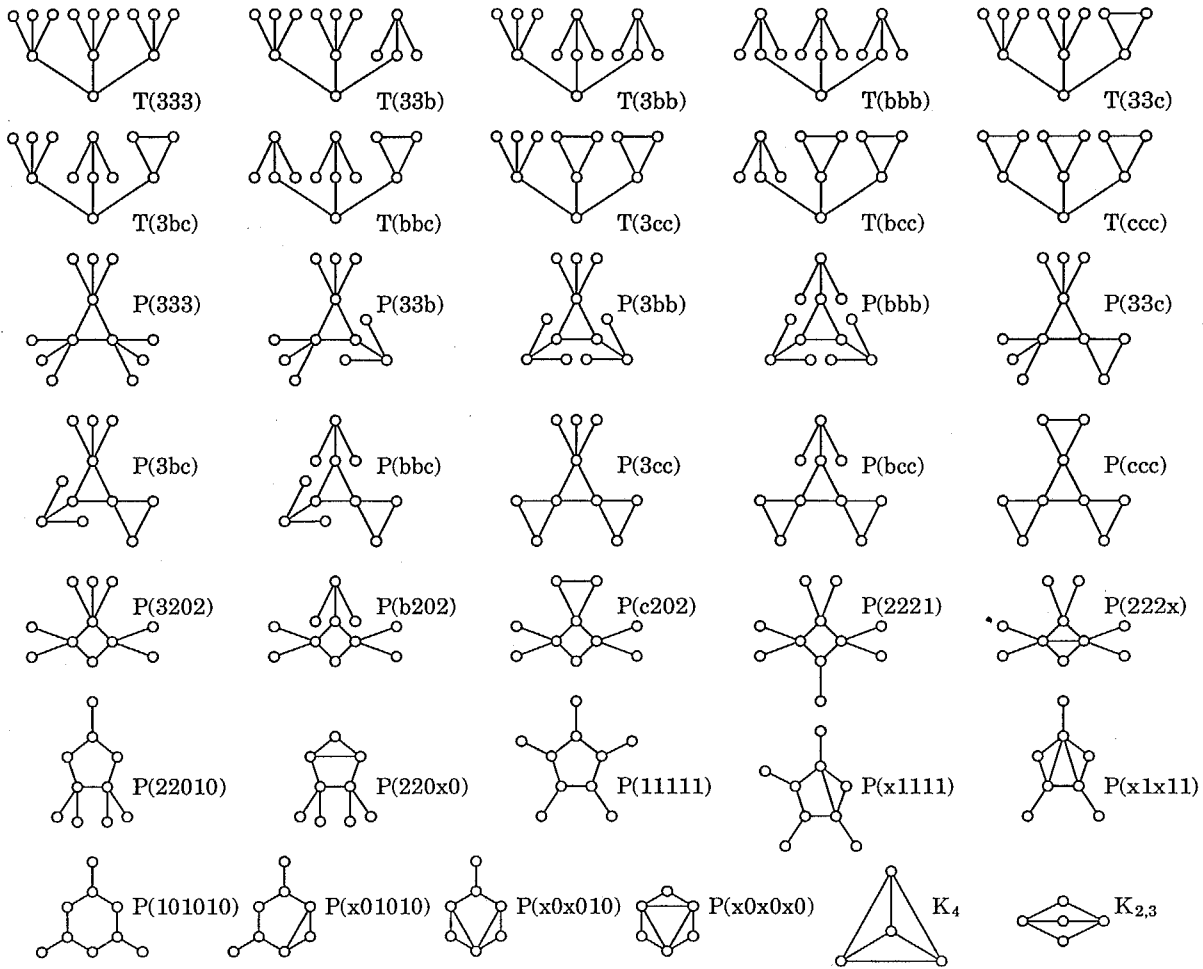 T(333) T(33b) T(3bb) T(bbb) T(33c)
T(3bc) T(bbc) T(3cc) T(bcc) T(ccc)
P(333) P(33b) P(3bb) P(bbb) P(33c)
P(3bc) P(bbc) P(3cc) P(bcc) P(ccc)
P(3202) P(b202) P(c202) P(2221) P(222x)
P(22010) P(220x0) P(11111) P(x1111) P(x1x11)
P(101010) P(x01010) P(x0x010) P(x0x0x0) K4 K2,3